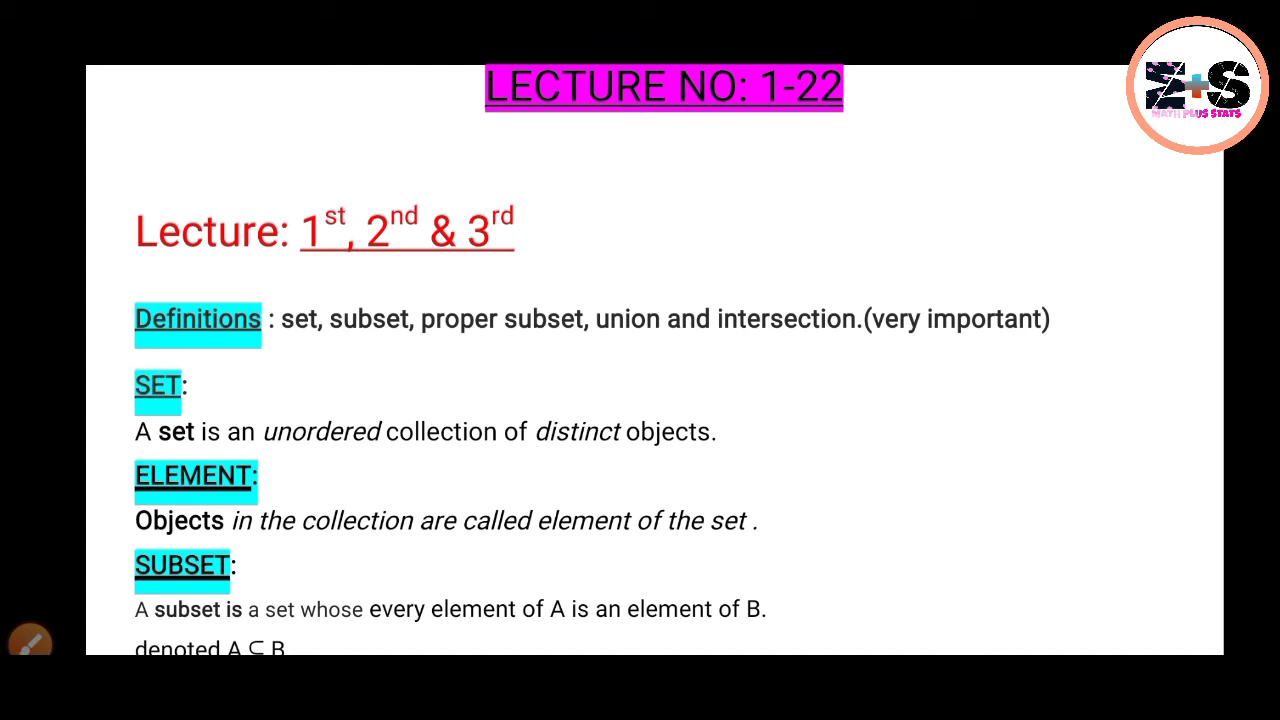 LECTURE NO: 1-22
MATH PLUS STATS
Lecture: 1st, 2nd & 3rd
Definitions : set, subset, proper subset, union and intersection.(very important)
SET:
A set is an unordered collection of distinct objects.
ELEMENT:
Objects in the collection are called element of the set .
SUBSET:
A subset is a set whose every element of A is an element of B.
denoted A ⊆ B